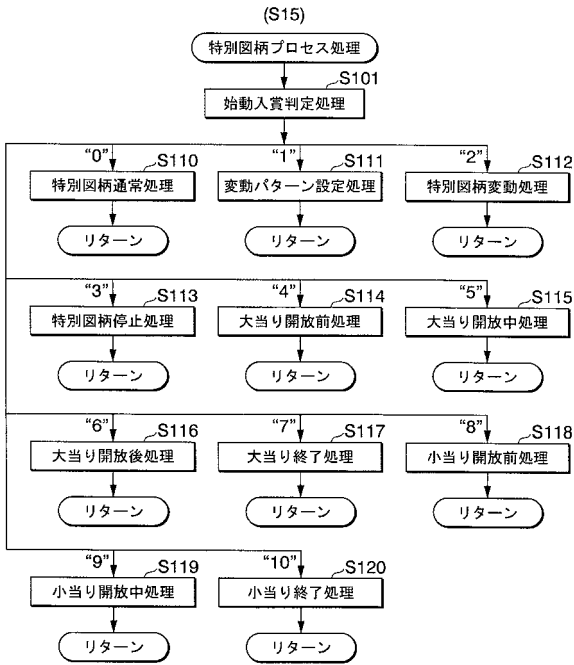 (S15)
特別図柄プロセス処理
S101
始動入賞判定処理
“0”
S110
“1”
S111
“2”
S112
特別図柄通常処理
変動パターン設定処理
特別図柄変動処理
リターン
リターン
リターン
“3”
S113
“4”
S114
“5”
S115
特別図柄停止処理
大当り開放前処理
大当り開放中処理
リターン
リターン
リターン
“6”
S116
“7”
S117
“8”
S118
大当り開放後処理
大当り終了処理
小当り開放前処理
リターン
リターン
リターン
“9”
S119
“10”
S120
小当り開放中処理
小当り終了処理
リターン
リターン